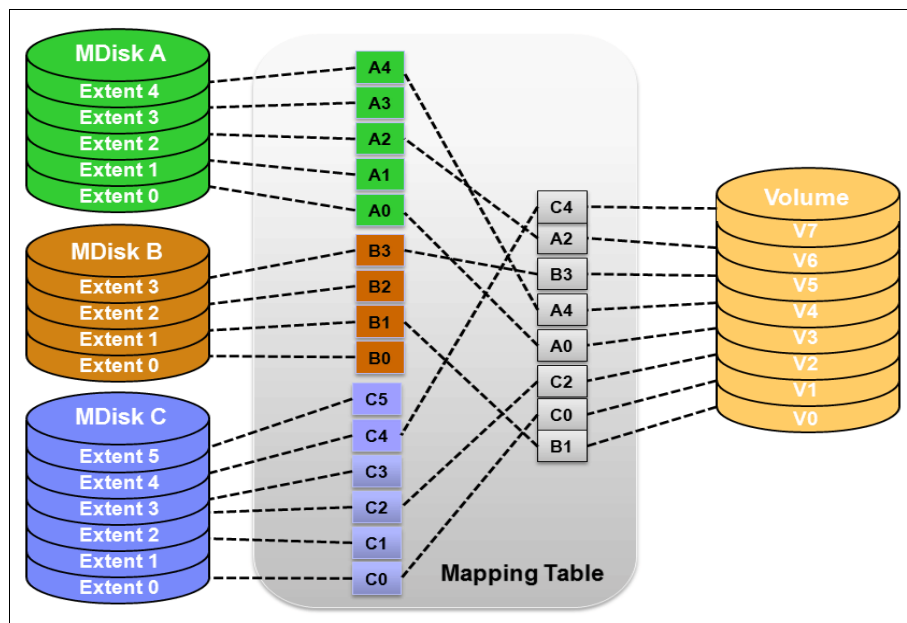 MDisk A
Extent 4
Extent 3
Extent 2
Extent 1
Extent 0
MDisk B
Extent 3
Extent 2
Extent 1
Extent 0
MDisk C
Extent 5
Extent 4
Extent 3
Extent 2
Extent 1
Extent 0
A4
A3
A2
A1
A0
B3
B2
B1
B0
C5
C4
C3
C2
C1
C0
C4
A2
B3
A4
A0
C2
C0
B1
Mapping Table
Volume
V7
V6
V5
V4
V3
V2
V1
V0